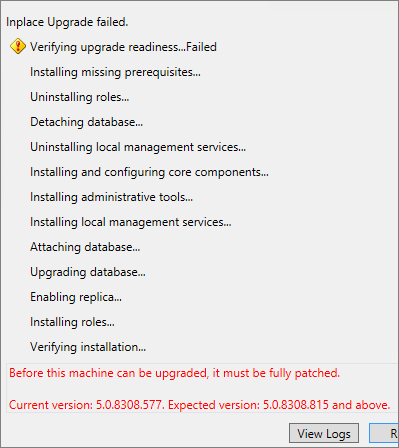 Inplace Upgrade failed.
Verifying upgrade readiness...Failed
Installing missing prerequisites...
Uninstalling roles...
Detaching database...
Uninstalling local management services...
Installing and configuring core components...
Installing administrative tools...
Installing local management services...
Attaching database...
Upgrading database...
Enabling replica...
Installing roles...
Verifying installation...
Before this machine can be upgraded, it must be fully patched.
Current version: 5.0.8308.577. Expected version: 5.0.8308.815 and above.
View Logs
R